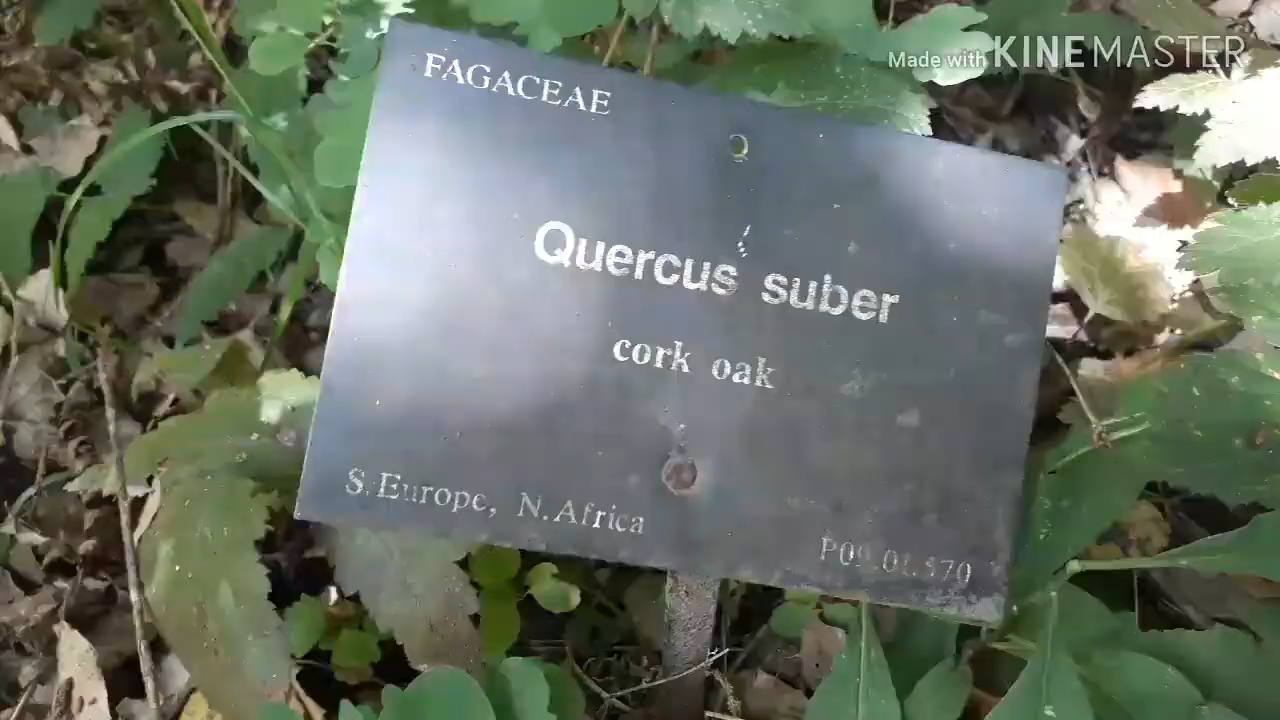 Made with KINEMASTER
FAGACEAE
Quercus suber
cork oak
S. Europe, N. Africa